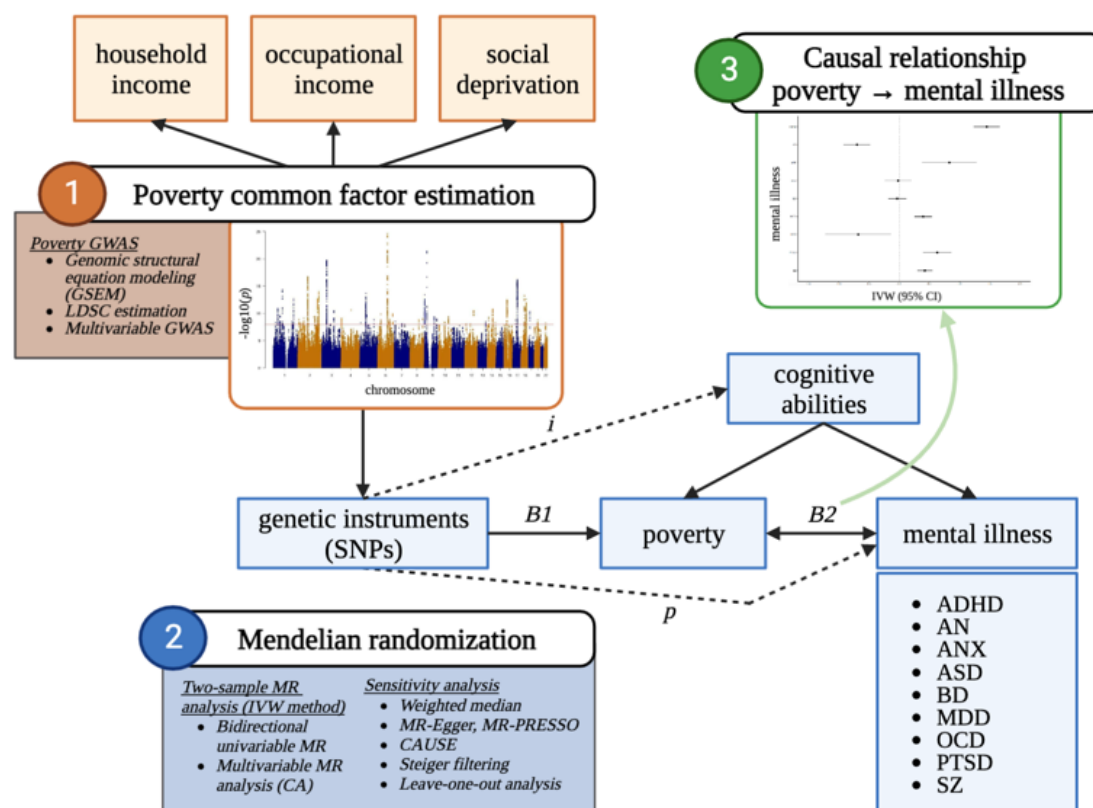 household
income
occupational
income
social
deprivation
1
Poverty common factor estimation
Poverty GWAS
• Genomic structural
equation modeling
(GSEM)
• LDSC estimation
• Multivariable GWAS
-log10(p)
chromosome
3
Causal relationship
poverty → mental illness
mental illness
IVW (95% CI)
cognitive
abilities
i
genetic instruments
(SNPs)
B1
poverty
B2
mental illness
p
• ADHD
• AN
• ANX
• ASD
• BD
• MDD
• OCD
• PTSD
• SZ
2
Mendelian randomization
Two-sample MR
analysis (IVW method)
• Bidirectional
univariable MR
• Multivariable MR
analysis (CA)
Sensitivity analysis
• Weighted median
• MR-Egger, MR-PRESSO
• CAUSE
• Steiger filtering
• Leave-one-out analysis